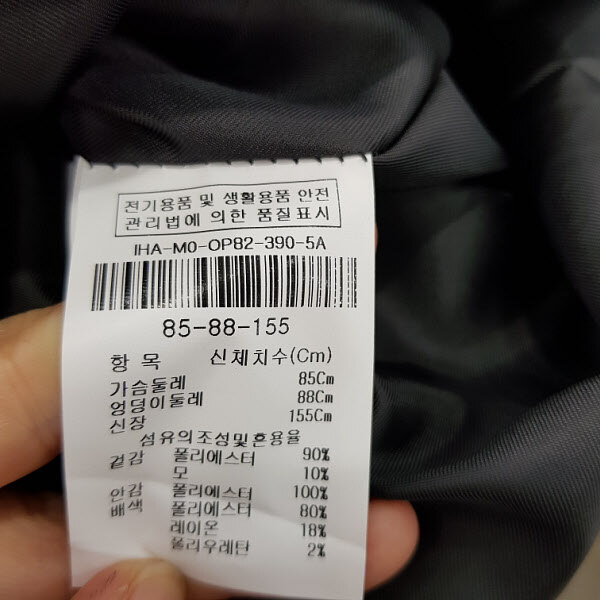 전기용품 및 생활용품 안전
관리법에 의한 품질표시
IHA-M0-OP82-390-5A
85-88-155
항 목 신체치수(Cm)
가슴둘레 85Cm
엉덩이둘레 88Cm
신장 155Cm
섬유의조성및혼용율
겉감 폴리에스터 90%
모 10%
안감 폴리에스터 100%
배색 폴리에스터 80%
레이온 18%
폴리우레탄 2%